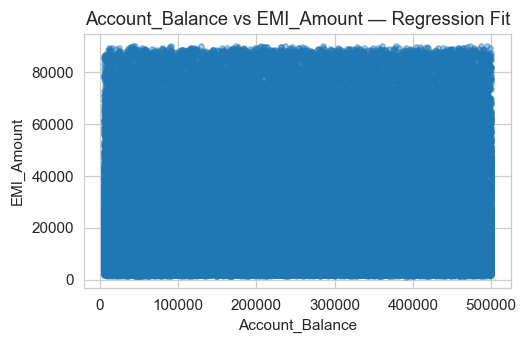 Account_Balance vs EMI_Amount — Regression Fit
EMI_Amount
80000
60000
40000
20000
0
0 100000 200000 300000 400000 500000
Account_Balance